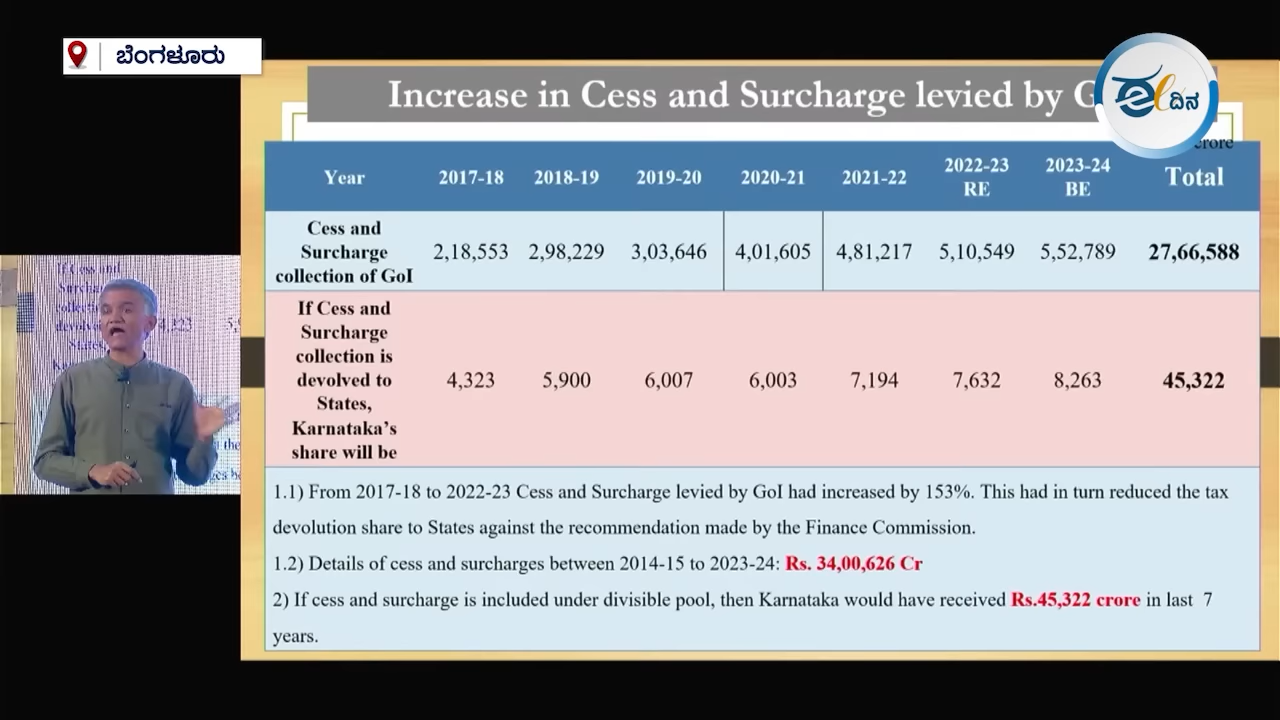 ಬೆಂಗಳೂರು
Increase in Cess and Surcharge levied by G
el ದಿನ
crore
Year 2017-18 2018-19 2019-20 2020-21 2021-22 2022-23 RE 2023-24 BE Total
Cess and
Surcharge
collection of GoI 2,18,553 2,98,229 3,03,646 4,01,605 4,81,217 5,10,549 5,52,789 27,66,588
If Cess and
Surcharge
collection is
devolved to
States,
Karnataka's
share will be 4,323 5,900 6,007 6,003 7,194 7,632 8,263 45,322
1.1) From 2017-18 to 2022-23 Cess and Surcharge levied by GoI had increased by 153%. This had in turn reduced the tax
devolution share to States against the recommendation made by the Finance Commission.
1.2) Details of cess and surcharges between 2014-15 to 2023-24: Rs. 34,00,626 Cr
2) If cess and surcharge is included under divisible pool, then Karnataka would have received Rs.45,322 crore in last 7
years.